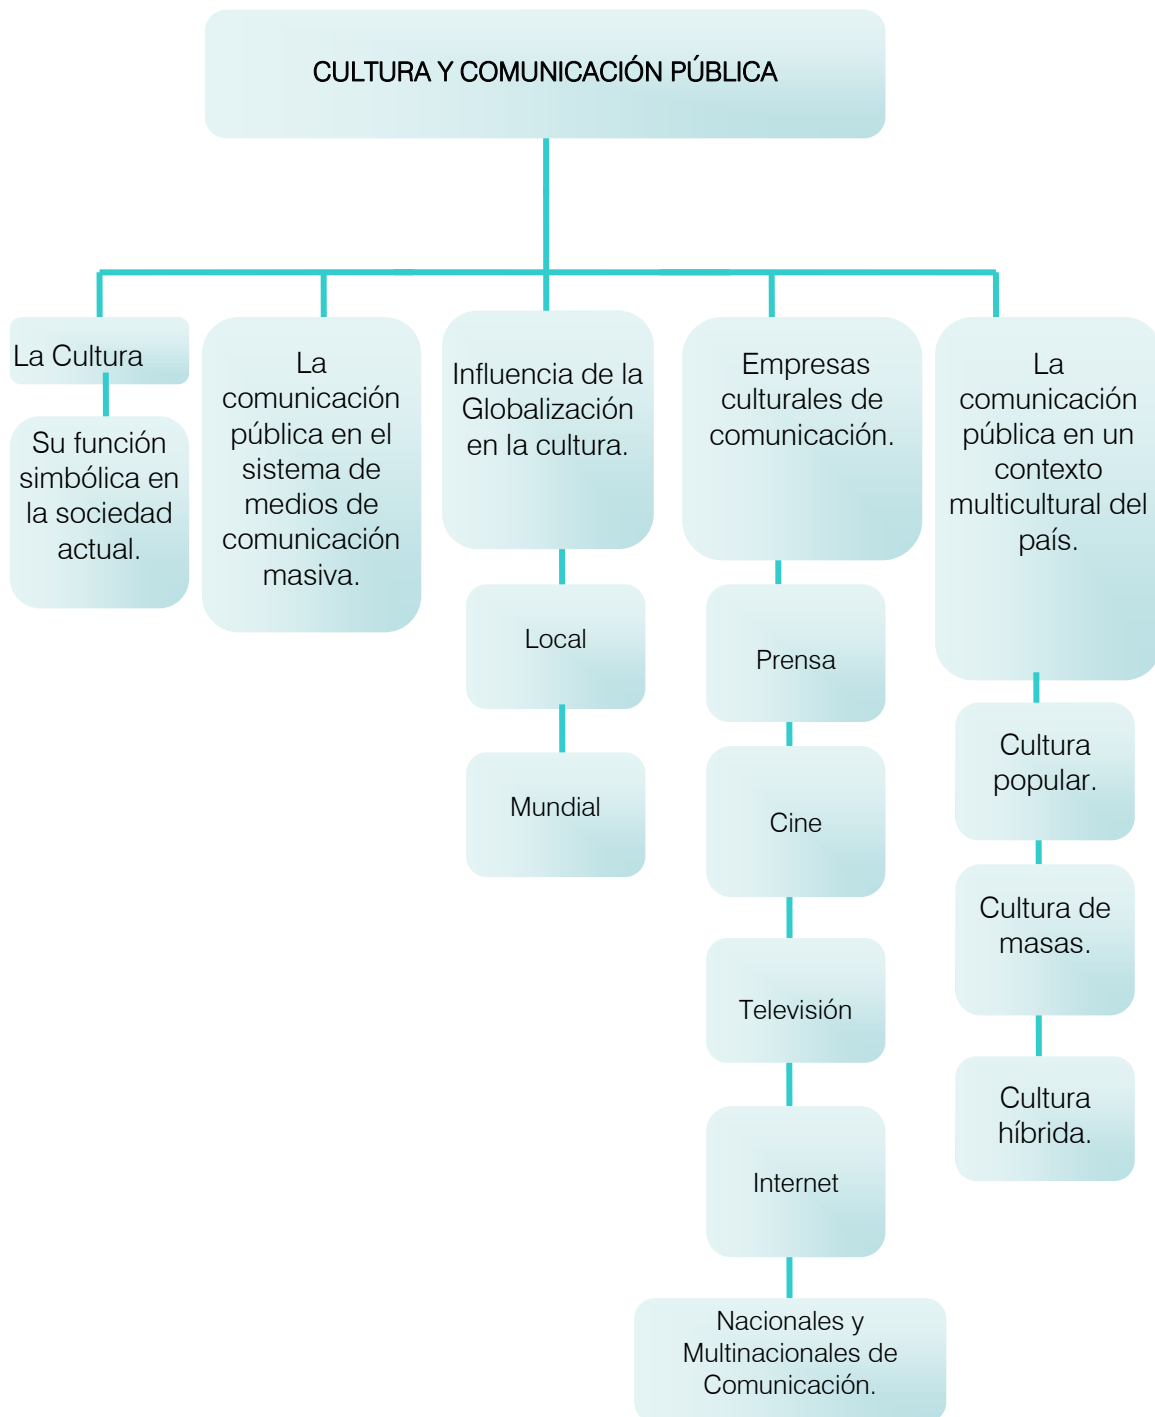 CULTURA Y COMUNICACIÓN PÚBLICA
La Cultura
Su función
simbólica en
la sociedad
actual.
La
comunicación
pública en el
sistema de
medios de
comunicación
masiva.
Influencia de la
Globalización
en la cultura.
Local
Mundial
Empresas
culturales de
comunicación.
Prensa
Cine
Televisión
Internet
Nacionales y
Multinacionales de
Comunicación.
La
comunicación
pública en un
contexto
multicultural del
país.
Cultura
popular.
Cultura de
masas.
Cultura
híbrida.